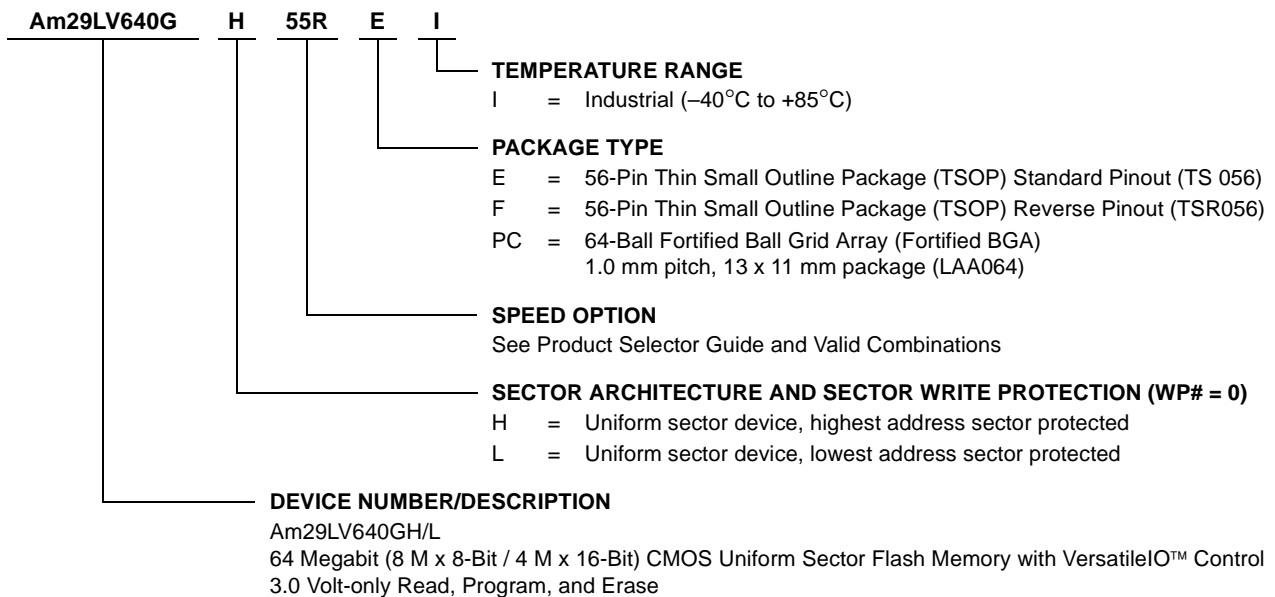 Am29LV640G H 55R E I
TEMPERATURE RANGE
I = Industrial (–40°C to +85°C)
PACKAGE TYPE
E = 56-Pin Thin Small Outline Package (TSOP) Standard Pinout (TS 056)
F = 56-Pin Thin Small Outline Package (TSOP) Reverse Pinout (TSR056)
PC = 64-Ball Fortified Ball Grid Array (Fortified BGA)
1.0 mm pitch, 13 x 11 mm package (LAA064)
SPEED OPTION
See Product Selector Guide and Valid Combinations
SECTOR ARCHITECTURE AND SECTOR WRITE PROTECTION (WP# = 0)
H = Uniform sector device, highest address sector protected
L = Uniform sector device, lowest address sector protected
DEVICE NUMBER/DESCRIPTION
Am29LV640GH/L
64 Megabit (8 M x 8-Bit / 4 M x 16-Bit) CMOS Uniform Sector Flash Memory with VersatileIO™ Control
3.0 Volt-only Read, Program, and Erase